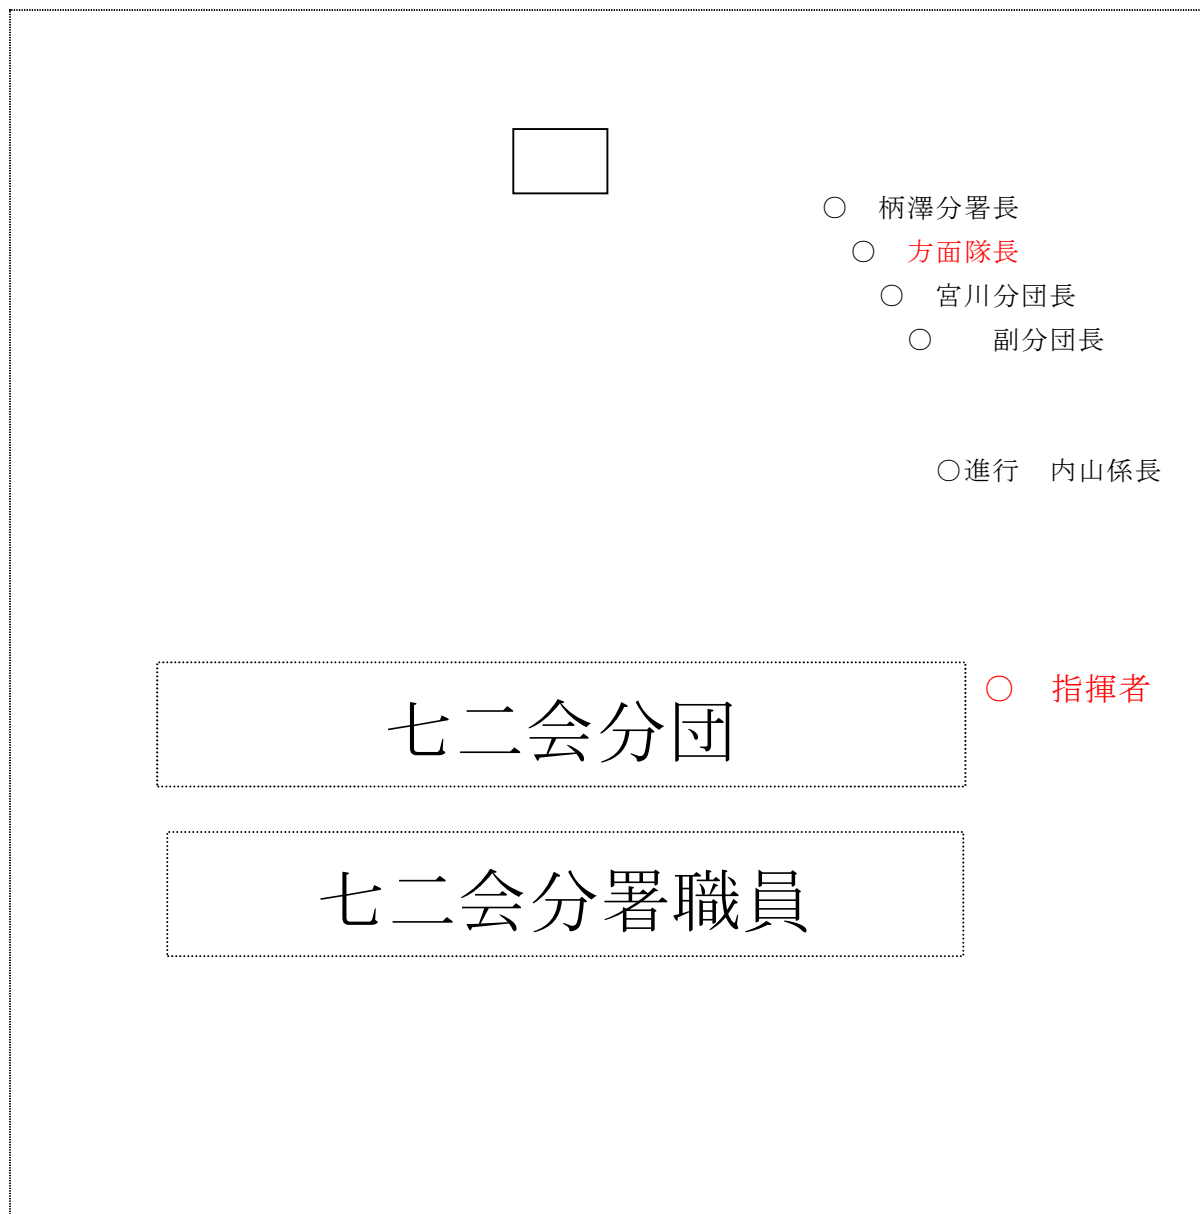 ○　柄澤分署長
○　方面隊長
○　宮川分団長
○　　副分団長
○進行　内山係長
○　指揮者
七二会分団
七二会分署職員